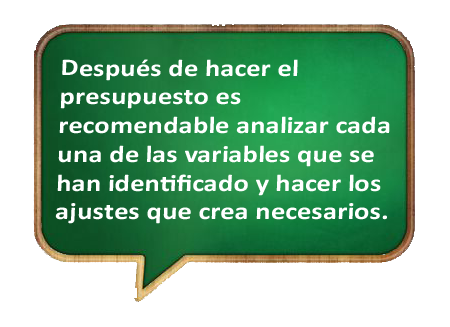 Después de hacer el
presupuesto es
recomendable analizar cada
una de las variables que se
han identificado y hacer los
ajustes que crea necesarios.